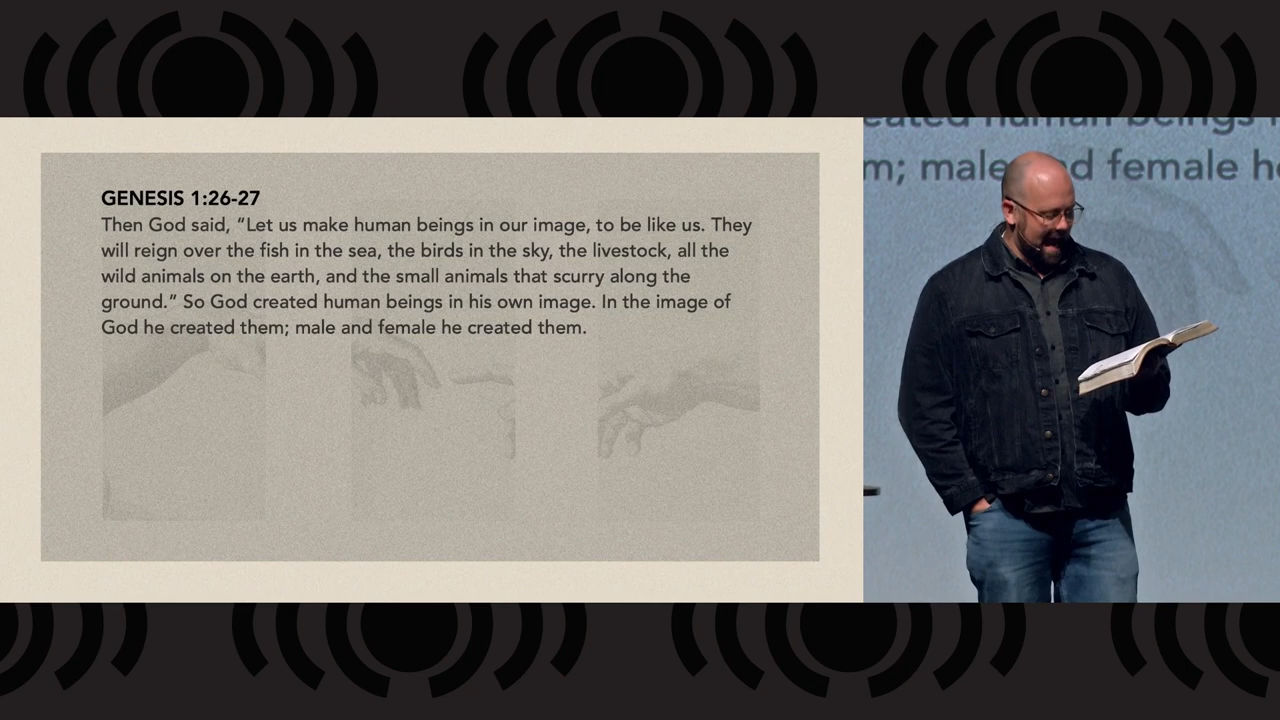 GENESIS 1:26-27
Then God said, “Let us make human beings in our image, to be like us. They
will reign over the fish in the sea, the birds in the sky, the livestock, all the
wild animals on the earth, and the small animals that scurry along the
ground.” So God created human beings in his own image. In the image of
God he created them; male and female he created them.
eated human beings
m; male and female he